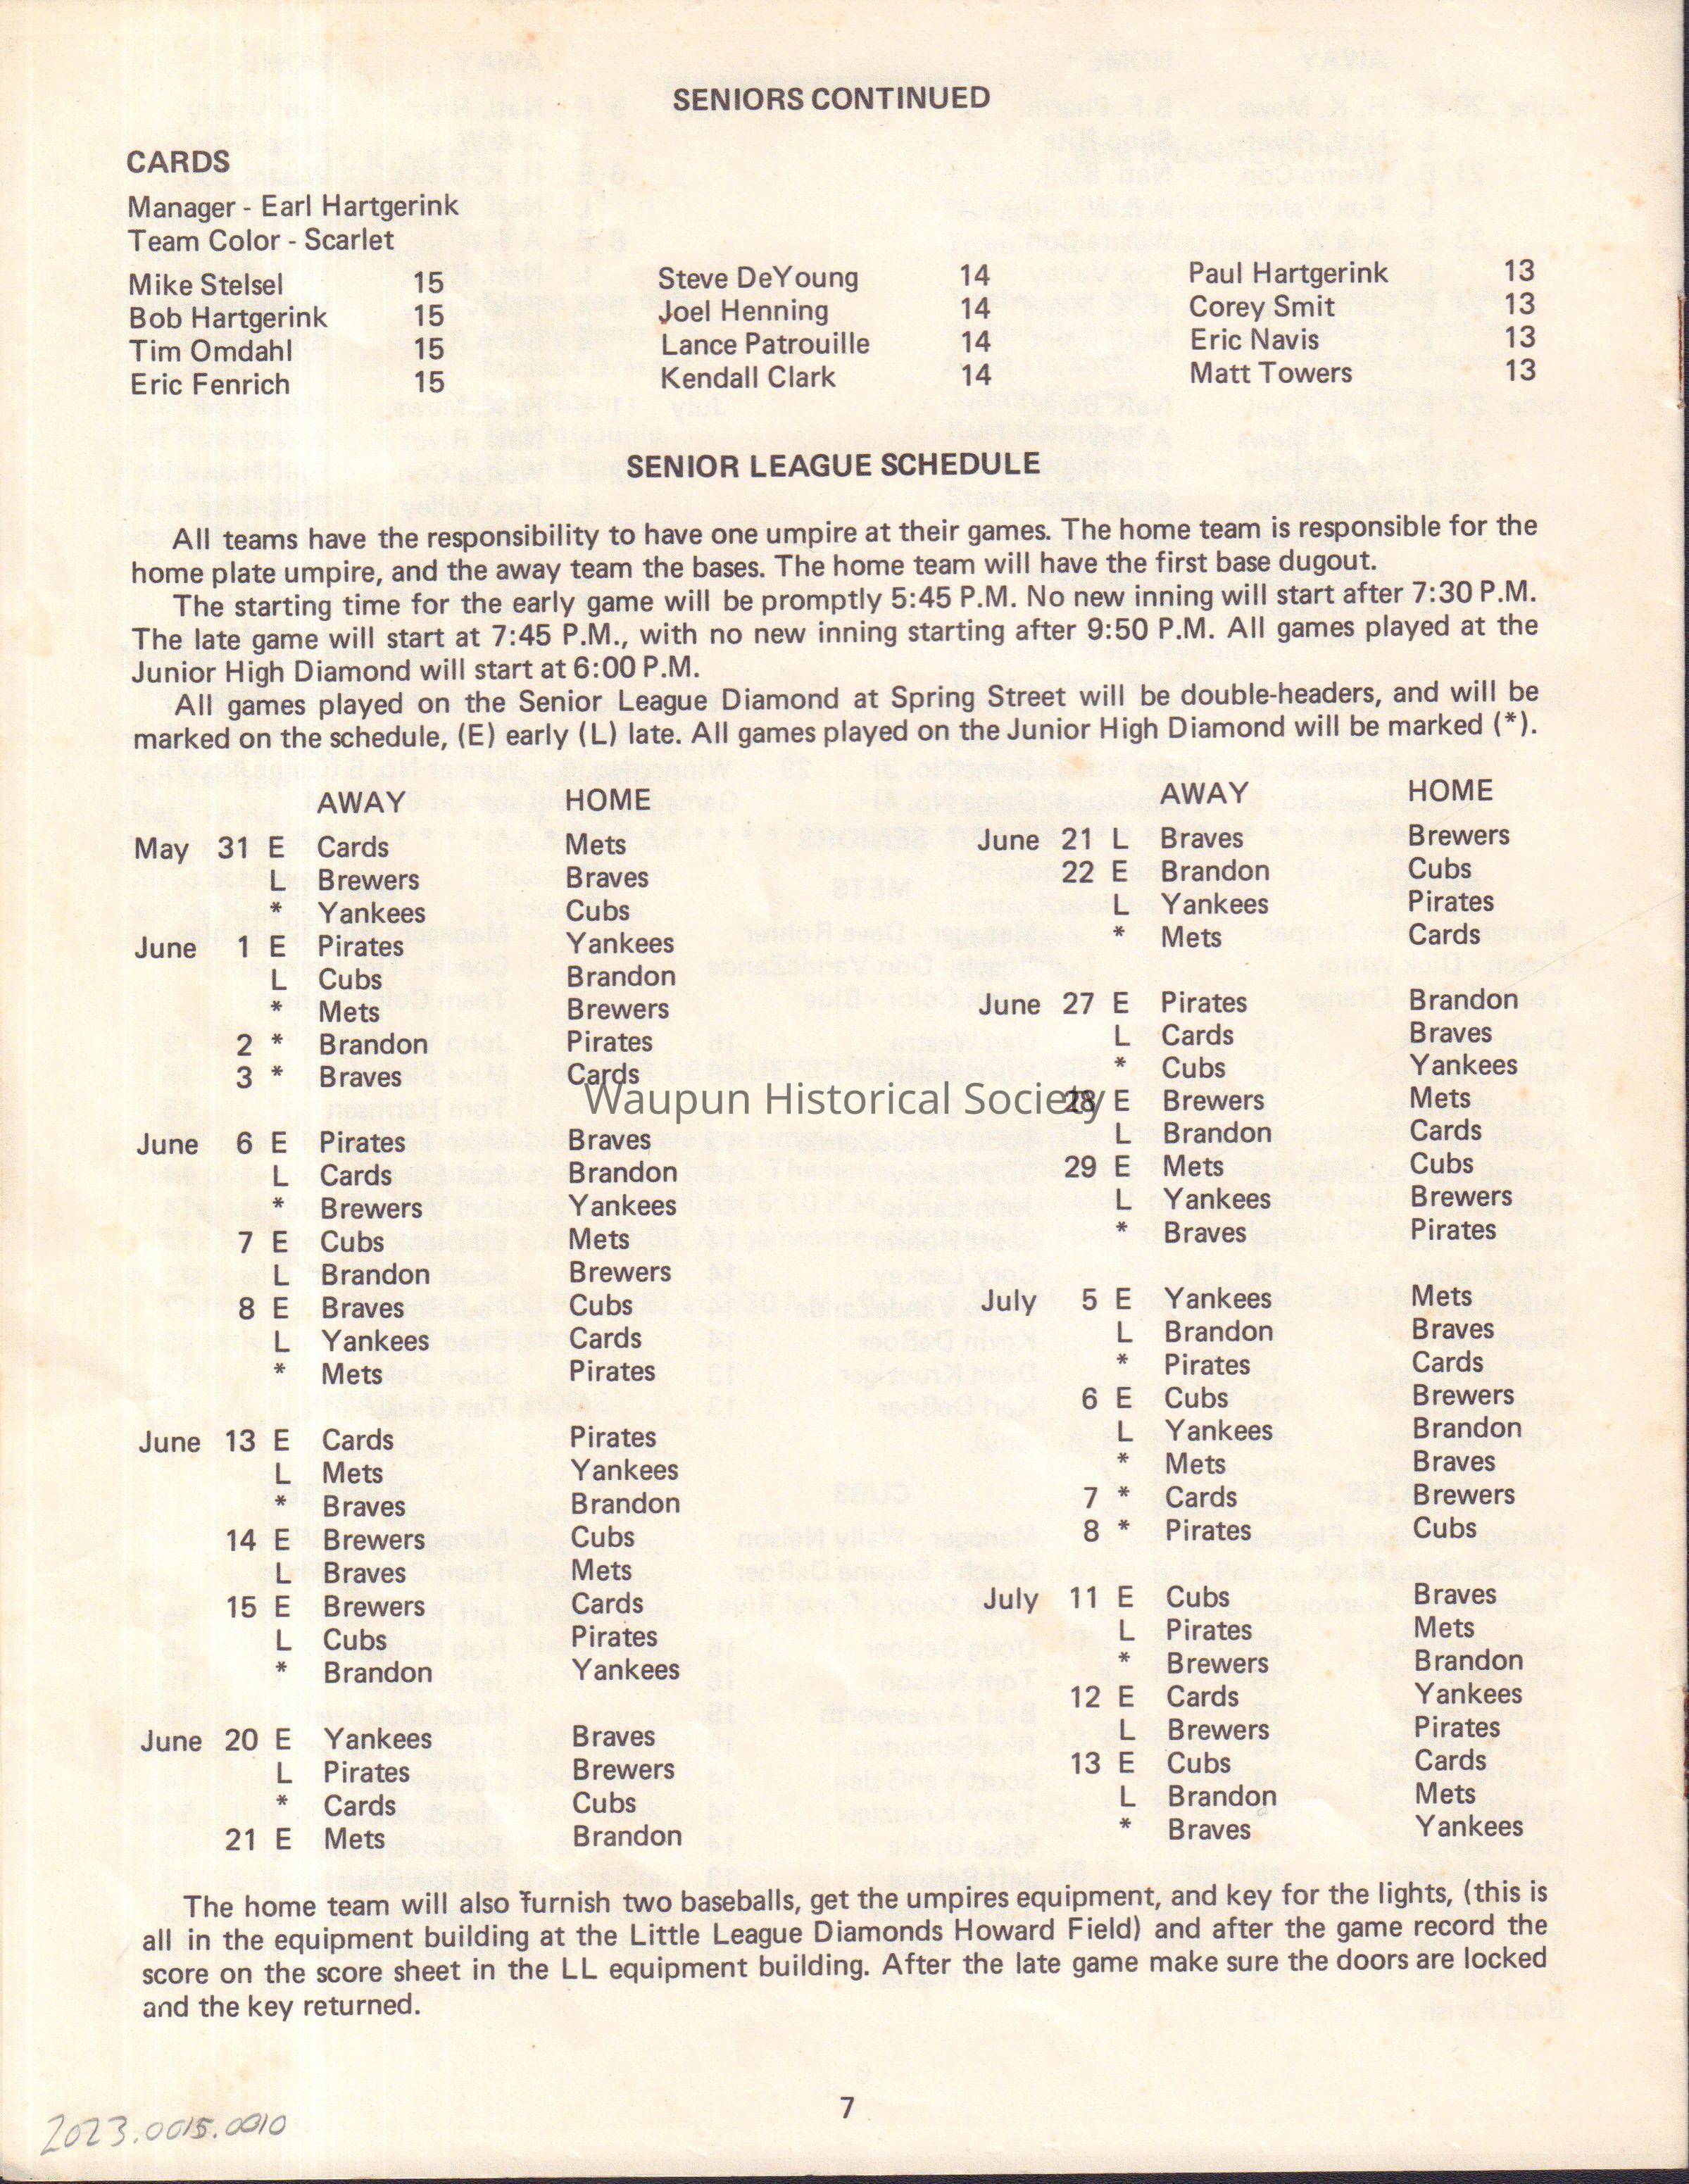 SENIORS CONTINUED
CARDS
Manager - Earl Hartgerink
Team Color - Scarlet
Mike Stelsel 15 Steve DeYoung 14 Paul Hartgerink 13
Bob Hartgerink 15 Joel Henning 14 Corey Smit 13
Tim Omdahl 15 Lance Patrouille 14 Eric Navis 13
Eric Fenrich 15 Kendall Clark 14 Matt Towers 13
SENIOR LEAGUE SCHEDULE
All teams have the responsibility to have one umpire at their games. The home team is responsible for the
home plate umpire, and the away team the bases. The home team will have the first base dugout.
The starting time for the early game will be promptly 5:45 P.M. No new inning will start after 7:30 P.M.
The late game will start at 7:45 P.M., with no new inning starting after 9:50 P.M. All games played at the
Junior High Diamond will start at 6:00 P.M.
All games played on the Senior League Diamond at Spring Street will be double-headers, and will be
marked on the schedule, (E) early (L) late. All games played on the Junior High Diamond will be marked (*).
AWAY HOME
May 31 E Cards Mets
L Brewers Braves
* Yankees Cubs
June 1 E Pirates Yankees
L Cubs Brandon
* Mets Brewers
2 * Brandon Pirates
3 * Braves Cards
June 6 E Pirates Braves
L Cards Brandon
* Brewers Yankees
7 E Cubs Mets
L Brandon Brewers
8 E Braves Cubs
L Yankees Cards
* Mets Pirates
June 13 E Cards Pirates
L Mets Yankees
* Braves Brandon
14 E Brewers Cubs
L Braves Mets
15 E Brewers Cards
L Cubs Pirates
* Brandon Yankees
June 20 E Yankees Braves
L Pirates Brewers
* Cards Cubs
21 E Mets Brandon
AWAY HOME
June 21 L Braves Brewers
22 E Brandon Cubs
L Yankees Pirates
* Mets Cards
June 27 E Pirates Brandon
L Cards Braves
* Cubs Yankees
28 E Brewers Mets
L Brandon Cards
29 E Mets Cubs
L Yankees Brewers
* Braves Pirates
July 5 E Yankees Mets
L Brandon Braves
* Pirates Cards
6 E Cubs Brewers
L Yankees Brandon
* Mets Braves
7 * Cards Brewers
8 * Pirates Cubs
July 11 E Cubs Braves
L Pirates Mets
* Brewers Brandon
12 E Cards Yankees
L Brewers Pirates
13 E Cubs Cards
L Brandon Mets
* Braves Yankees
Waupun Historical Society
The home team will also furnish two baseballs, get the umpires equipment, and key for the lights, (this is
all in the equipment building at the Little League Diamonds Howard Field) and after the game record the
score on the score sheet in the LL equipment building. After the late game make sure the doors are locked
and the key returned.
7
2023.0015.0010